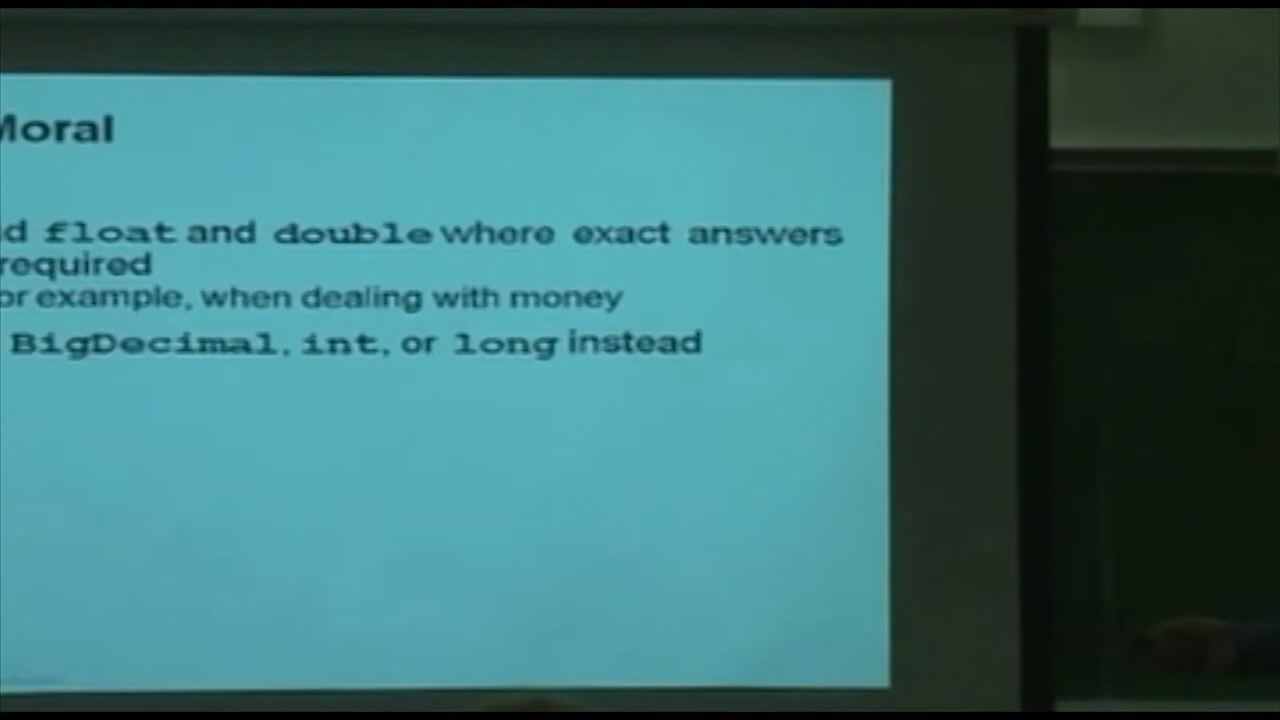 Moral
d float and double where exact answers
required
or example, when dealing with money
BigDecimal, int, or long instead